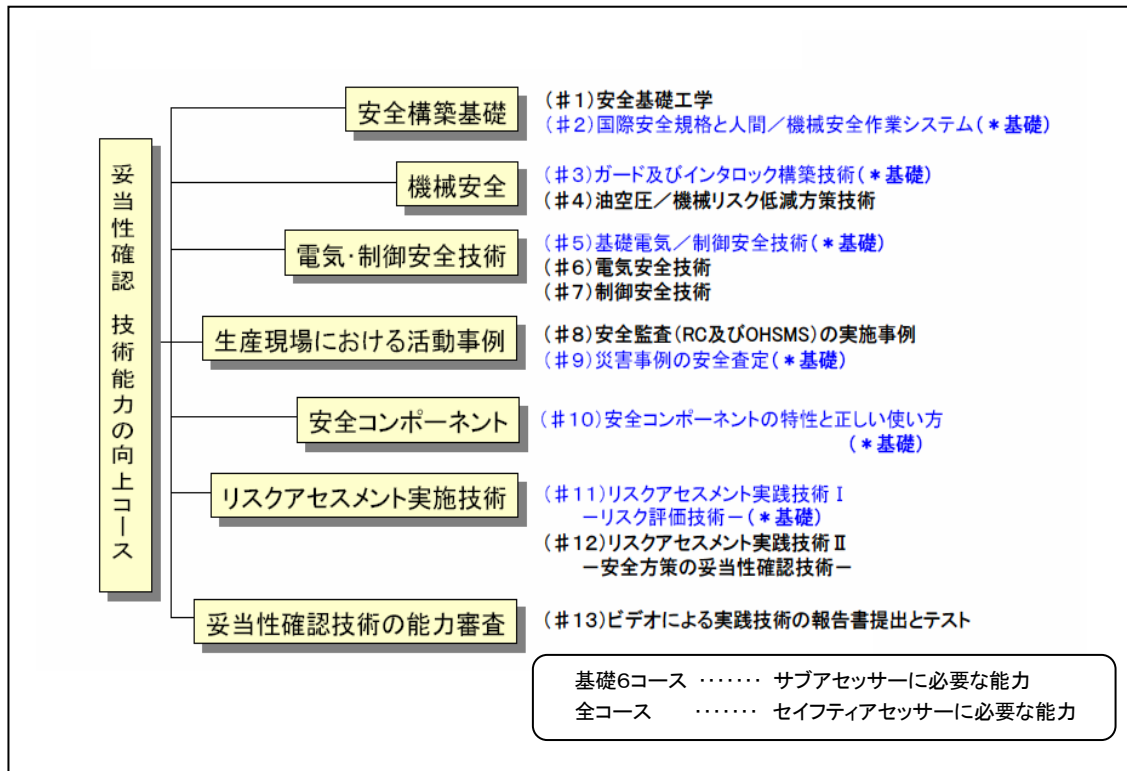 妥当性確認 技術能力の向上コース
安全構築基礎
(♯1)安全基礎工学
(♯2)国際安全規格と人間／機械安全作業システム(＊基礎)
機械安全
(♯3)ガード及びインタロック構築技術(＊基礎)
(♯4)油空圧／機械リスク低減方策技術
電気・制御安全技術
(♯5)基礎電気／制御安全技術(＊基礎)
(♯6)電気安全技術
(♯7)制御安全技術
生産現場における活動事例
(♯8)安全監査(RC及びOHSMS)の実施事例
(♯9)災害事例の安全査定(＊基礎)
安全コンポーネント
(♯10)安全コンポーネントの特性と正しい使い方
(＊基礎)
リスクアセスメント実施技術
(♯11)リスクアセスメント実践技術Ⅰ
－リスク評価技術－(＊基礎)
(♯12)リスクアセスメント実践技術Ⅱ
－安全方策の妥当性確認技術－
妥当性確認技術の能力審査
(♯13)ビデオによる実践技術の報告書提出とテスト
基礎6コース ‥‥‥‥ サブアセッサーに必要な能力
全コース ‥‥‥‥ セイフティアセッサーに必要な能力